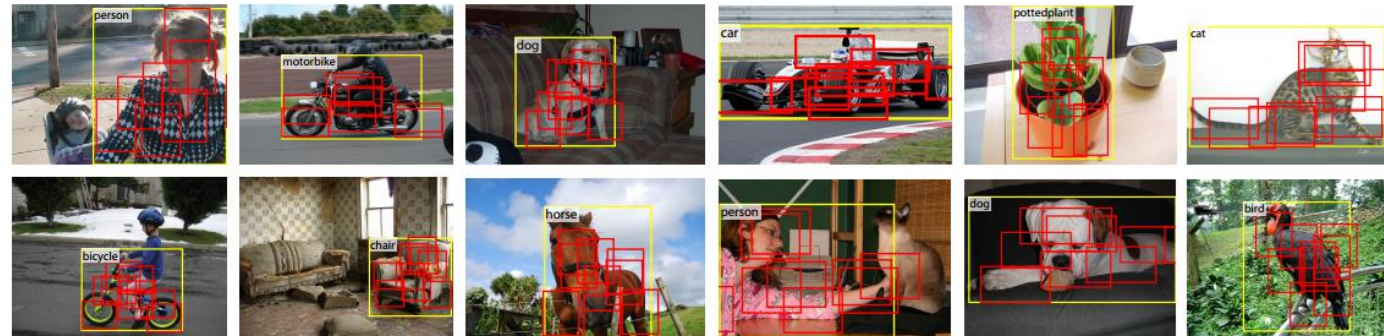 person
motorbike
dog
car
pottedplant
cat
bicycle
chair
horse
person
dog
bird